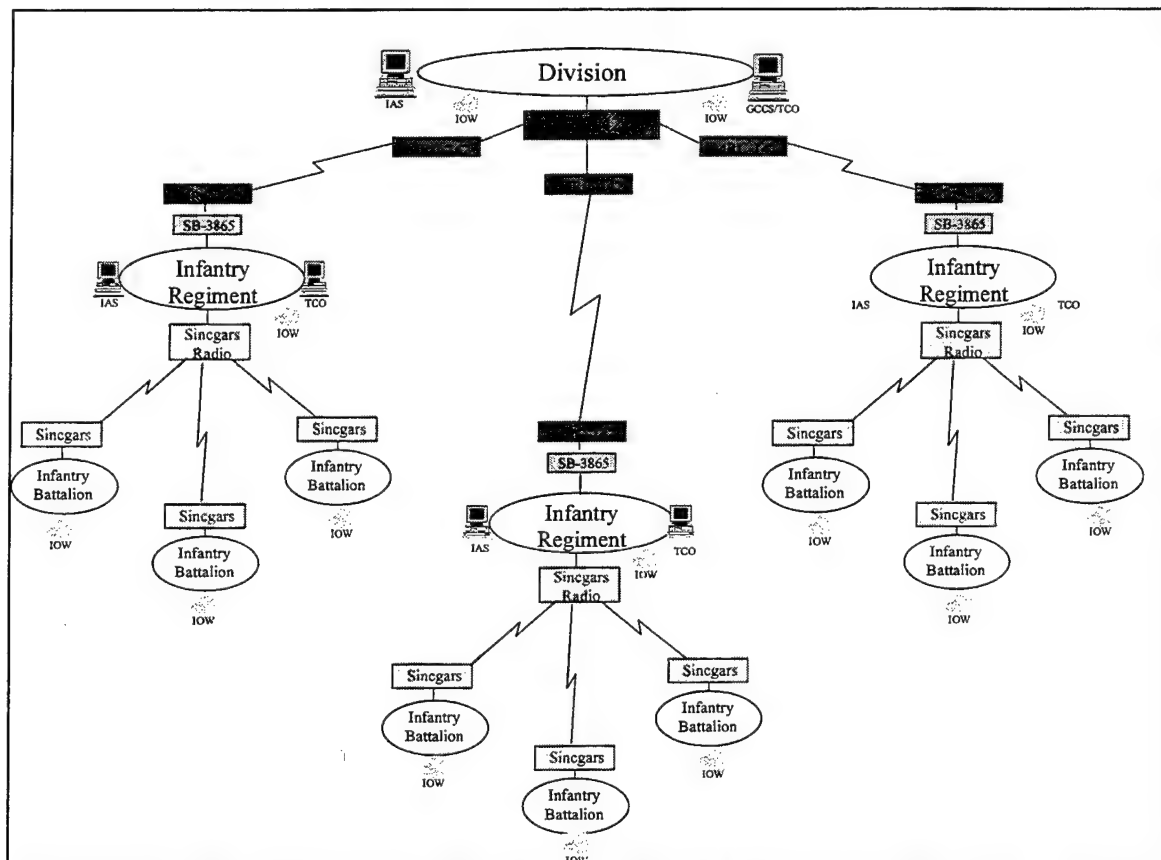 Division
IAS
IOW
IOW
GCCS/TCO
SB-3865
SB-3865
Infantry
Regiment
IAS
TCO
IOW
Infantry
Regiment
IAS
TCO
IOW
Sincgars
Radio
Sincgars
Radio
Sincgars
Infantry
Battalion
IOW
Sincgars
Infantry
Battalion
IOW
Sincgars
Infantry
Battalion
IOW
Sincgars
Infantry
Battalion
IOW
Sincgars
Infantry
Battalion
IOW
Sincgars
Infantry
Battalion
IOW
SB-3865
Infantry
Regiment
IAS
TCO
IOW
Sincgars
Radio
Sincgars
Infantry
Battalion
IOW
Sincgars
Infantry
Battalion
IOW
Sincgars
Infantry
Battalion
IOW